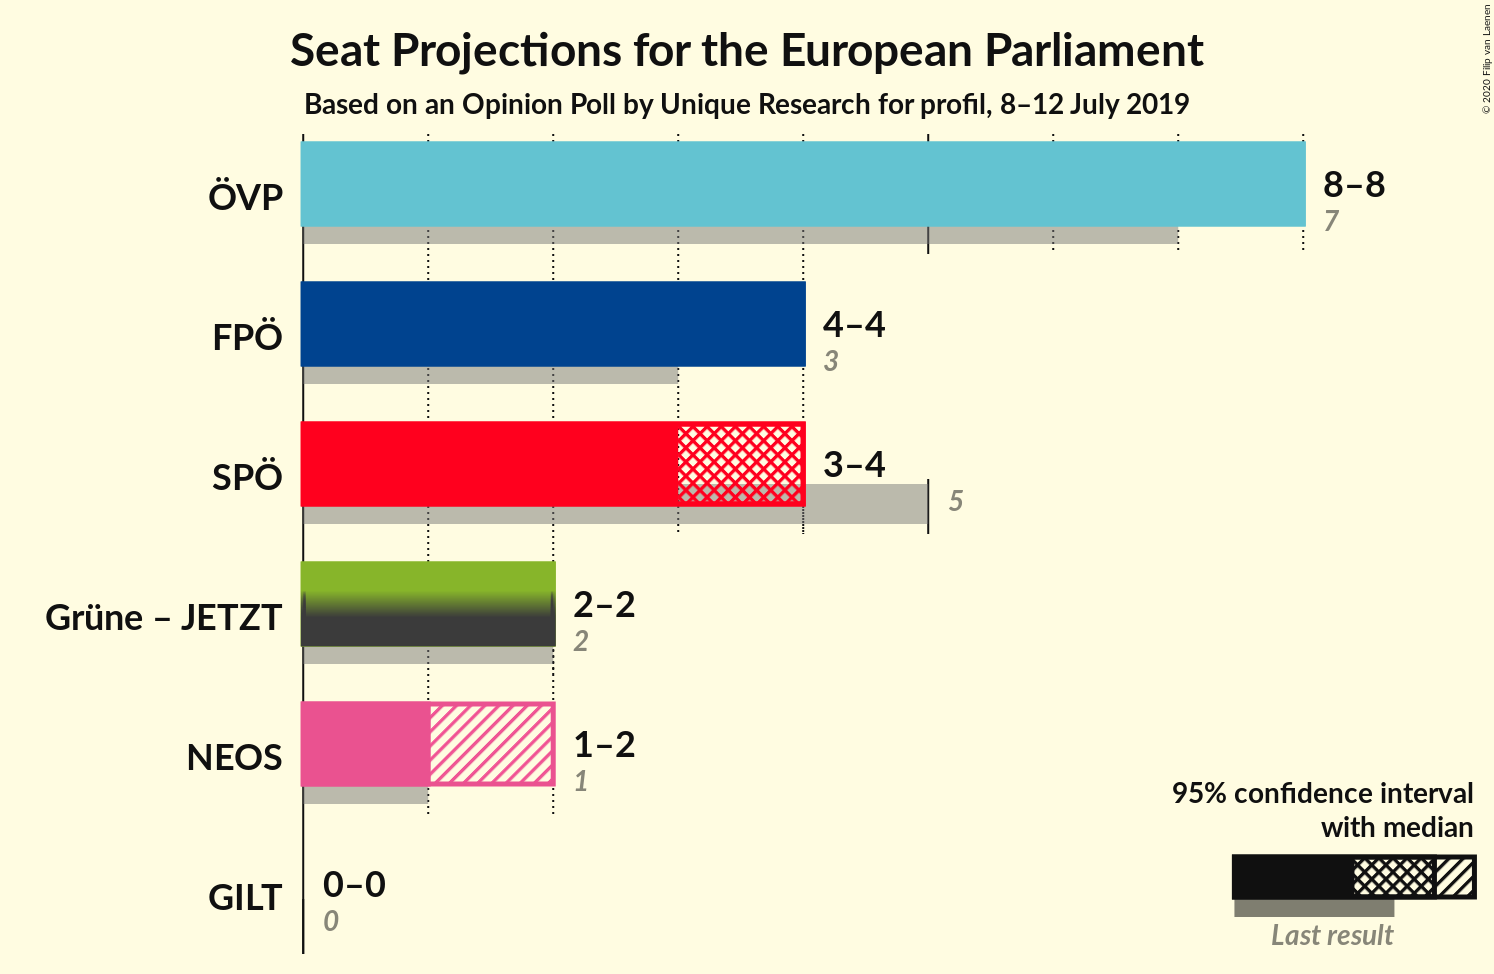 Seat Projections for the European Parliament
Based on an Opinion Poll by Unique Research for profil, 8–12 July 2019
© 2020 Filip van Laenen
ÖVP
8–8
7
FPÖ
4–4
3
SPÖ
3–4
5
Grüne – JETZT
2–2
2
NEOS
1–2
1
GILT
0–0
0
95% confidence interval
with median
Last result